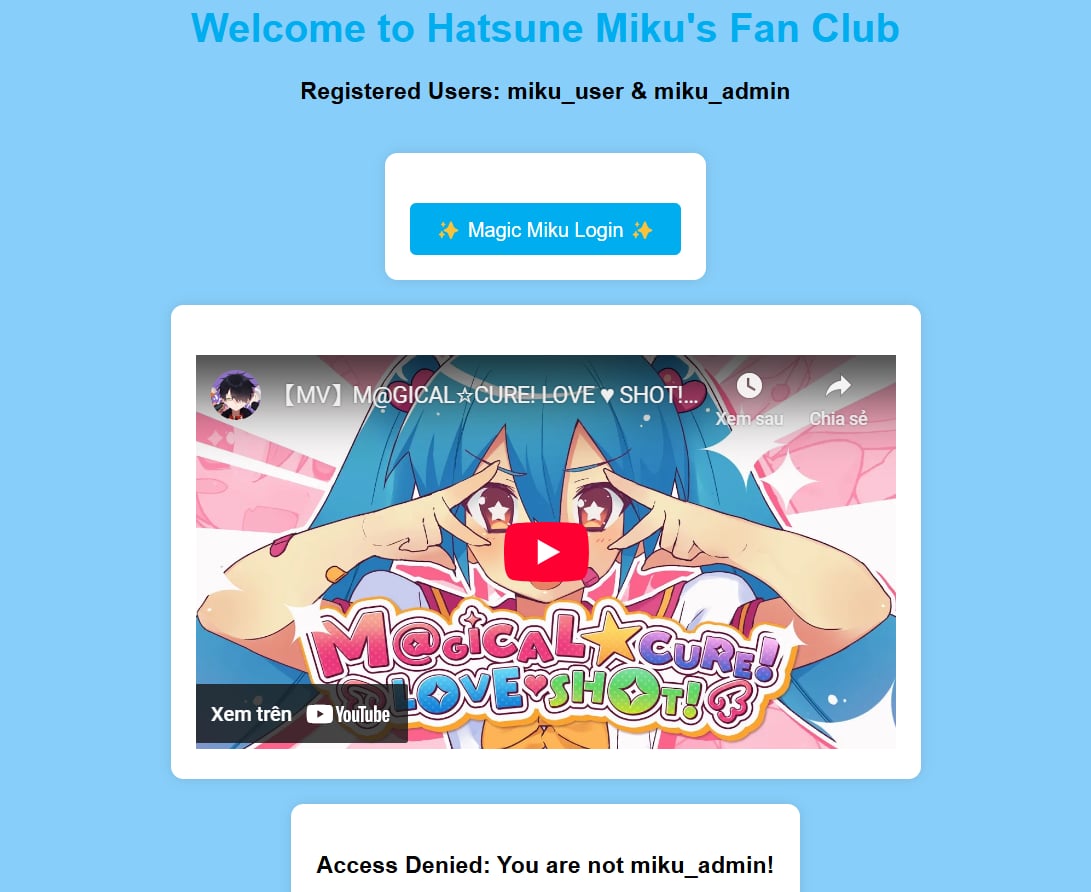 Welcome to Hatsune Miku's Fan Club
Registered Users: miku_user & miku_admin
✨ Magic Miku Login ✨
【MV】M@GICAL☆CURE! LOVE ♥ SHOT!...
Xem sau
Chia sẻ
M@GICAL★CURE!
LOVE♥SHOT!
Xem trên YouTube
Access Denied: You are not miku_admin!